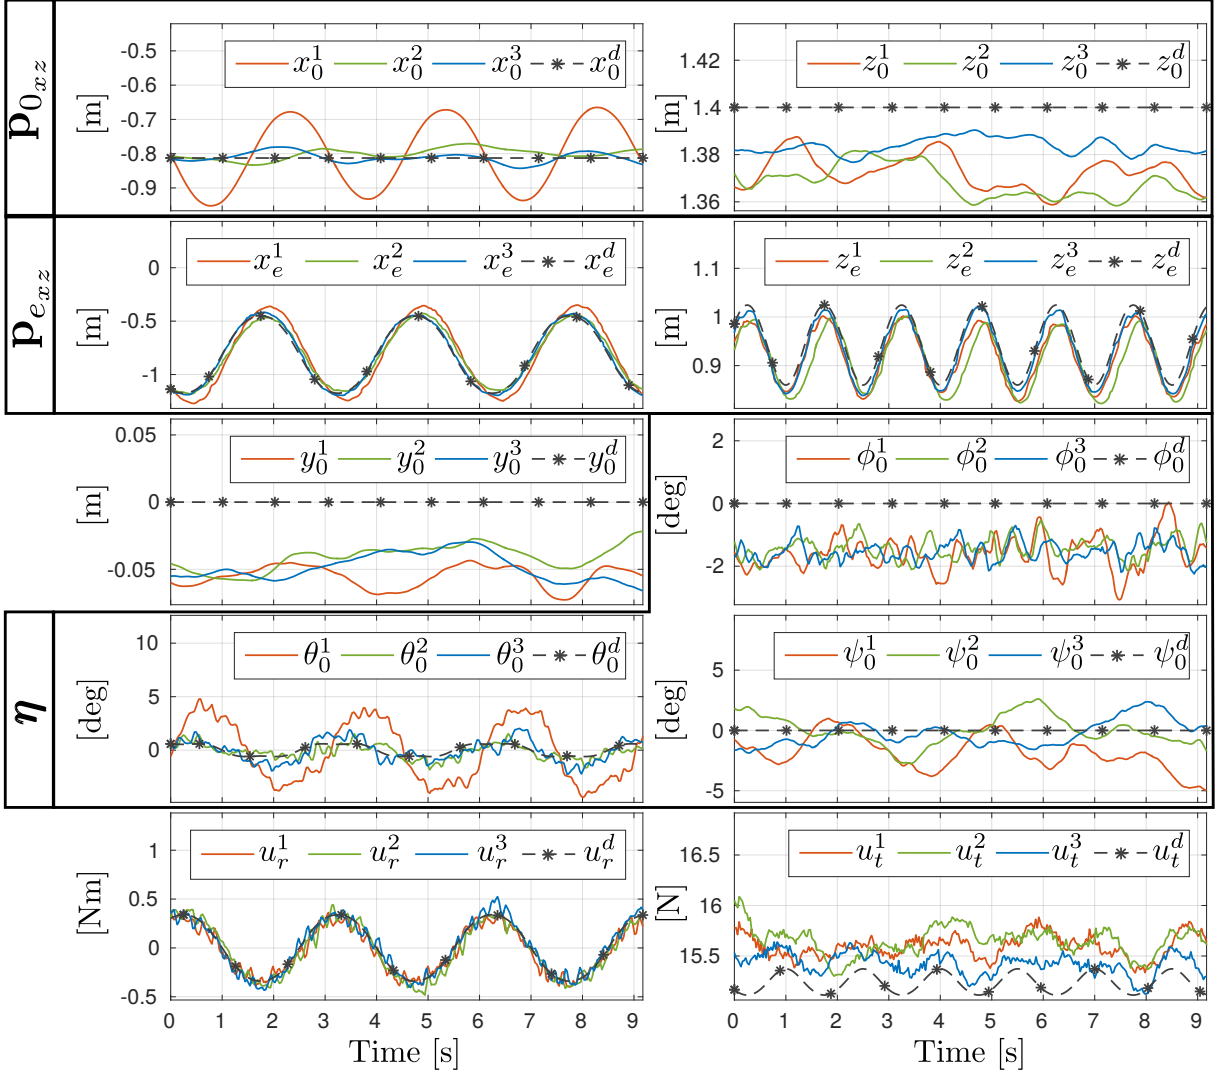 p₀ₓ𝓏
[m]
-0.5
-0.6
-0.7
-0.8
-0.9
x₀¹ x₀² x₀³ x₀ᵈ
[m]
1.42
1.4
1.38
1.36
z₀¹ z₀² z₀³ z₀ᵈ
pₑₓ𝓏
[m]
0
-0.5
-1
xₑ¹ xₑ² xₑ³ xₑᵈ
[m]
1.1
1
0.9
zₑ¹ zₑ² zₑ³ zₑᵈ
[m]
0.05
0
-0.05
y₀¹ y₀² y₀³ y₀ᵈ
[deg]
2
0
-2
ϕ₀¹ ϕ₀² ϕ₀³ ϕ₀ᵈ
η
[deg]
10
5
0
-5
θ₀¹ θ₀² θ₀³ θ₀ᵈ
[deg]
5
0
-5
ψ₀¹ ψ₀² ψ₀³ ψ₀ᵈ
[Nm]
1
0.5
0
-0.5
uᵣ¹ uᵣ² uᵣ³ uᵣᵈ
0 1 2 3 4 5 6 7 8 9
Time [s]
[N]
16.5
16
15.5
uₜ¹ uₜ² uₜ³ uₜᵈ
0 1 2 3 4 5 6 7 8 9
Time [s]